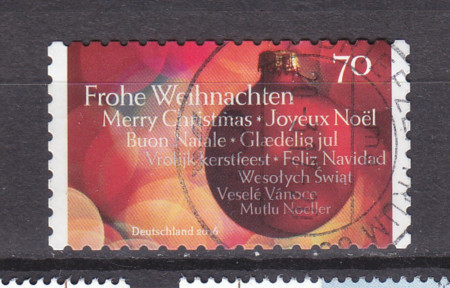 70
Frohe Weihnachten
Merry Christmas • Joyeux Noël
Buon Natale • Glædelig jul
Vrolijk kerstfeest • Feliz Navidad
Wesołych Świąt
Veselé Vánoce
Mutlu Noeller
Deutschland 2016